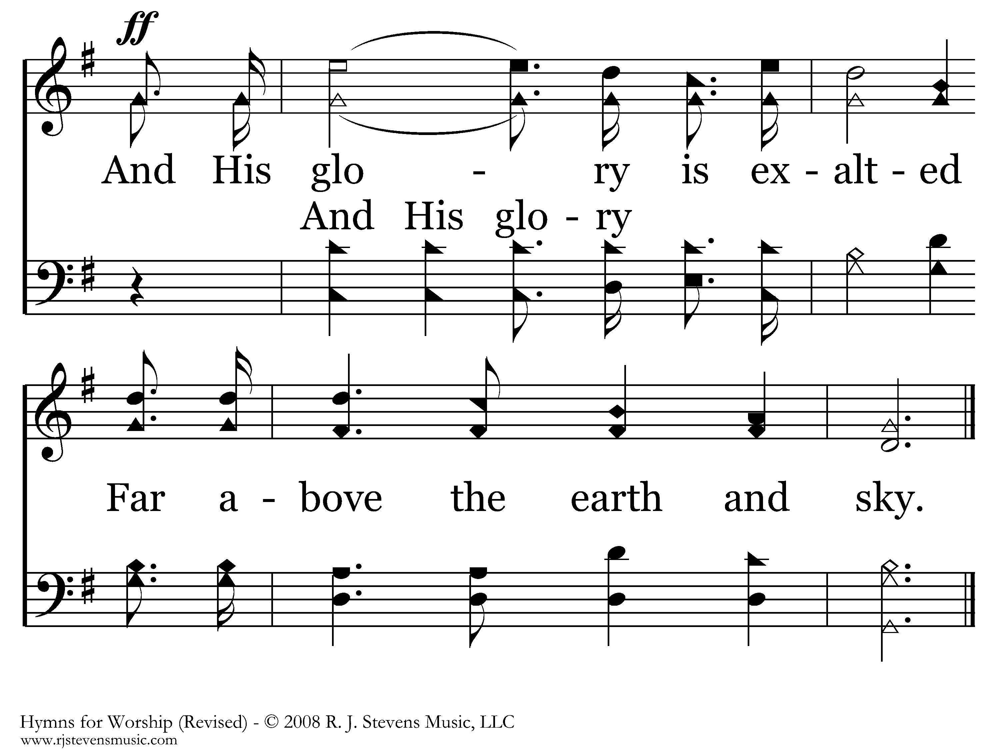 ff
And His glo - ry is ex - alt - ed
And His glo - ry
Far a - bove the earth and sky.
Hymns for Worship (Revised) - © 2008 R. J. Stevens Music, LLC
www.rjstevensmusic.com